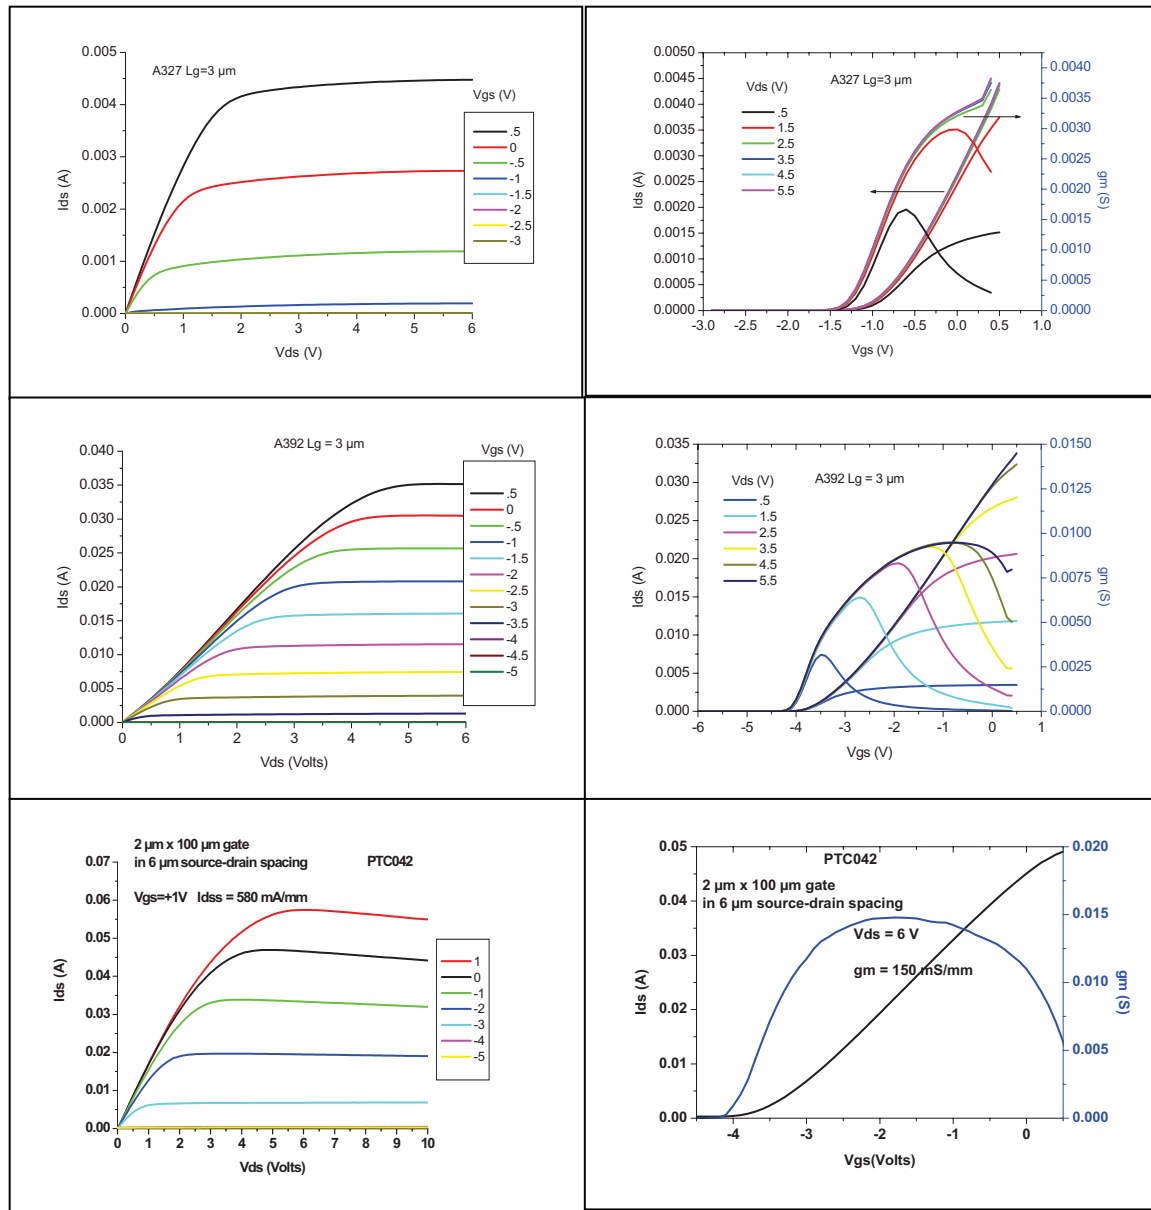 A327 Lg=3 µm
Vgs (V)
.5
0
-.5
-1
-1.5
-2
-2.5
-3
0.005
0.004
0.003
0.002
0.001
0.000
Ids (A)
0 1 2 3 4 5 6
Vds (V)
A327 Lg=3 µm
Vds (V)
.5
1.5
2.5
3.5
4.5
5.5
0.0050
0.0045
0.0040
0.0035
0.0030
0.0025
0.0020
0.0015
0.0010
0.0005
0.0000
Ids (A)
0.0040
0.0035
0.0030
0.0025
0.0020
0.0015
0.0010
0.0005
0.0000
gm (S)
-3.0 -2.5 -2.0 -1.5 -1.0 -0.5 0.0 0.5 1.0
Vgs (V)
A392 Lg = 3 µm
Vgs (V)
.5
0
-.5
-1
-1.5
-2
-2.5
-3
-3.5
-4
-4.5
-5
0.040
0.035
0.030
0.025
0.020
0.015
0.010
0.005
0.000
Ids (A)
0 1 2 3 4 5 6
Vds (Volts)
A392 Lg = 3 µm
Vds (V)
.5
1.5
2.5
3.5
4.5
5.5
0.035
0.030
0.025
0.020
0.015
0.010
0.005
0.000
Ids (A)
0.0150
0.0125
0.0100
0.0075
0.0050
0.0025
0.0000
gm (S)
-6 -5 -4 -3 -2 -1 0 1
Vgs (V)
2 µm x 100 µm gate
in 6 µm source-drain spacing PTC042
Vgs=+1V Idss = 580 mA/mm
1
0
-1
-2
-3
-4
-5
0.07
0.06
0.05
0.04
0.03
0.02
0.01
0.00
Ids (A)
0 1 2 3 4 5 6 7 8 9 10
Vds (Volts)
PTC042
2 µm x 100 µm gate
in 6 µm source-drain spacing
Vds = 6 V
gm = 150 mS/mm
0.05
0.04
0.03
0.02
0.01
0.00
Ids (A)
0.020
0.015
0.010
0.005
0.000
gm (S)
-4 -3 -2 -1 0
Vgs(Volts)